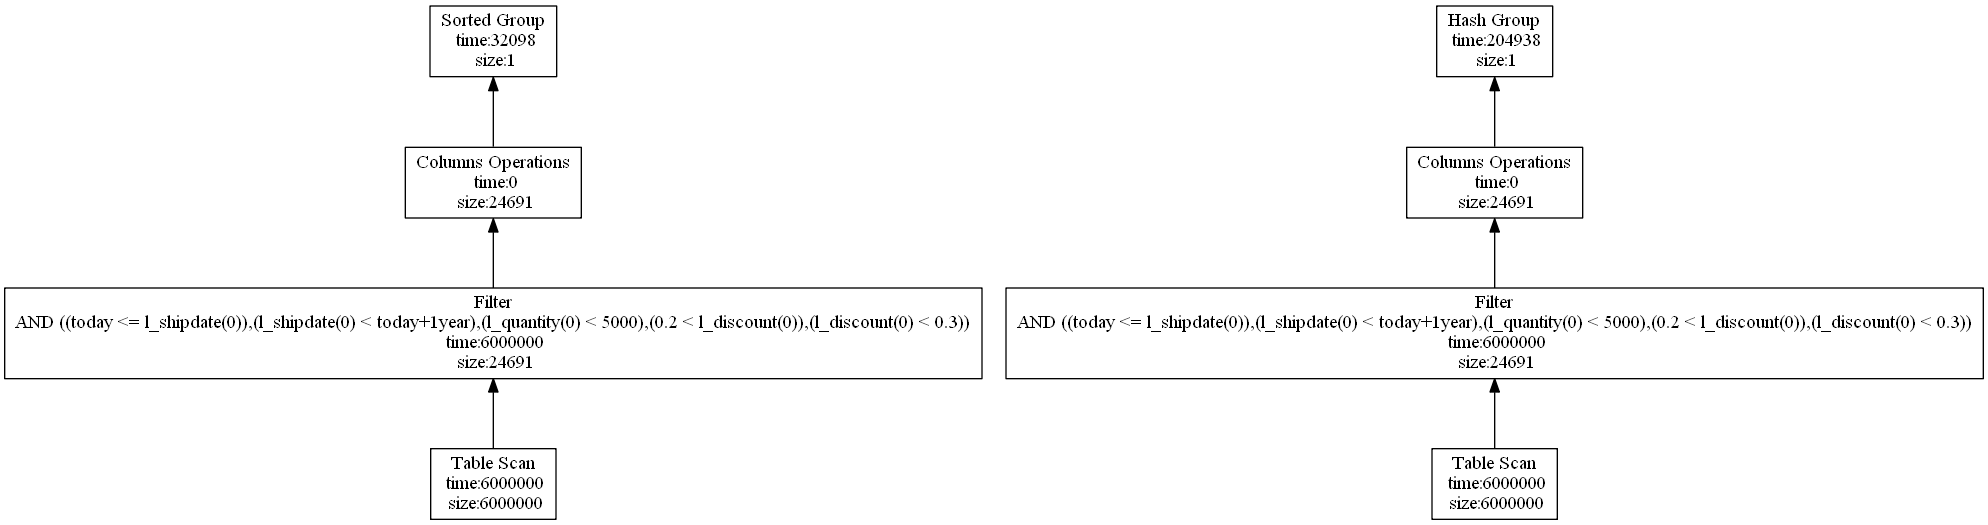 Sorted Group
time:32098
size:1
Columns Operations
time:0
size:24691
Filter
AND ((today <= l_shipdate(0)),(l_shipdate(0) < today+1year),(l_quantity(0) < 5000),(0.2 < l_discount(0)),(l_discount(0) < 0.3))
time:6000000
size:24691
Table Scan
time:6000000
size:6000000
Hash Group
time:204938
size:1
Columns Operations
time:0
size:24691
Filter
AND ((today <= l_shipdate(0)),(l_shipdate(0) < today+1year),(l_quantity(0) < 5000),(0.2 < l_discount(0)),(l_discount(0) < 0.3))
time:6000000
size:24691
Table Scan
time:6000000
size:6000000